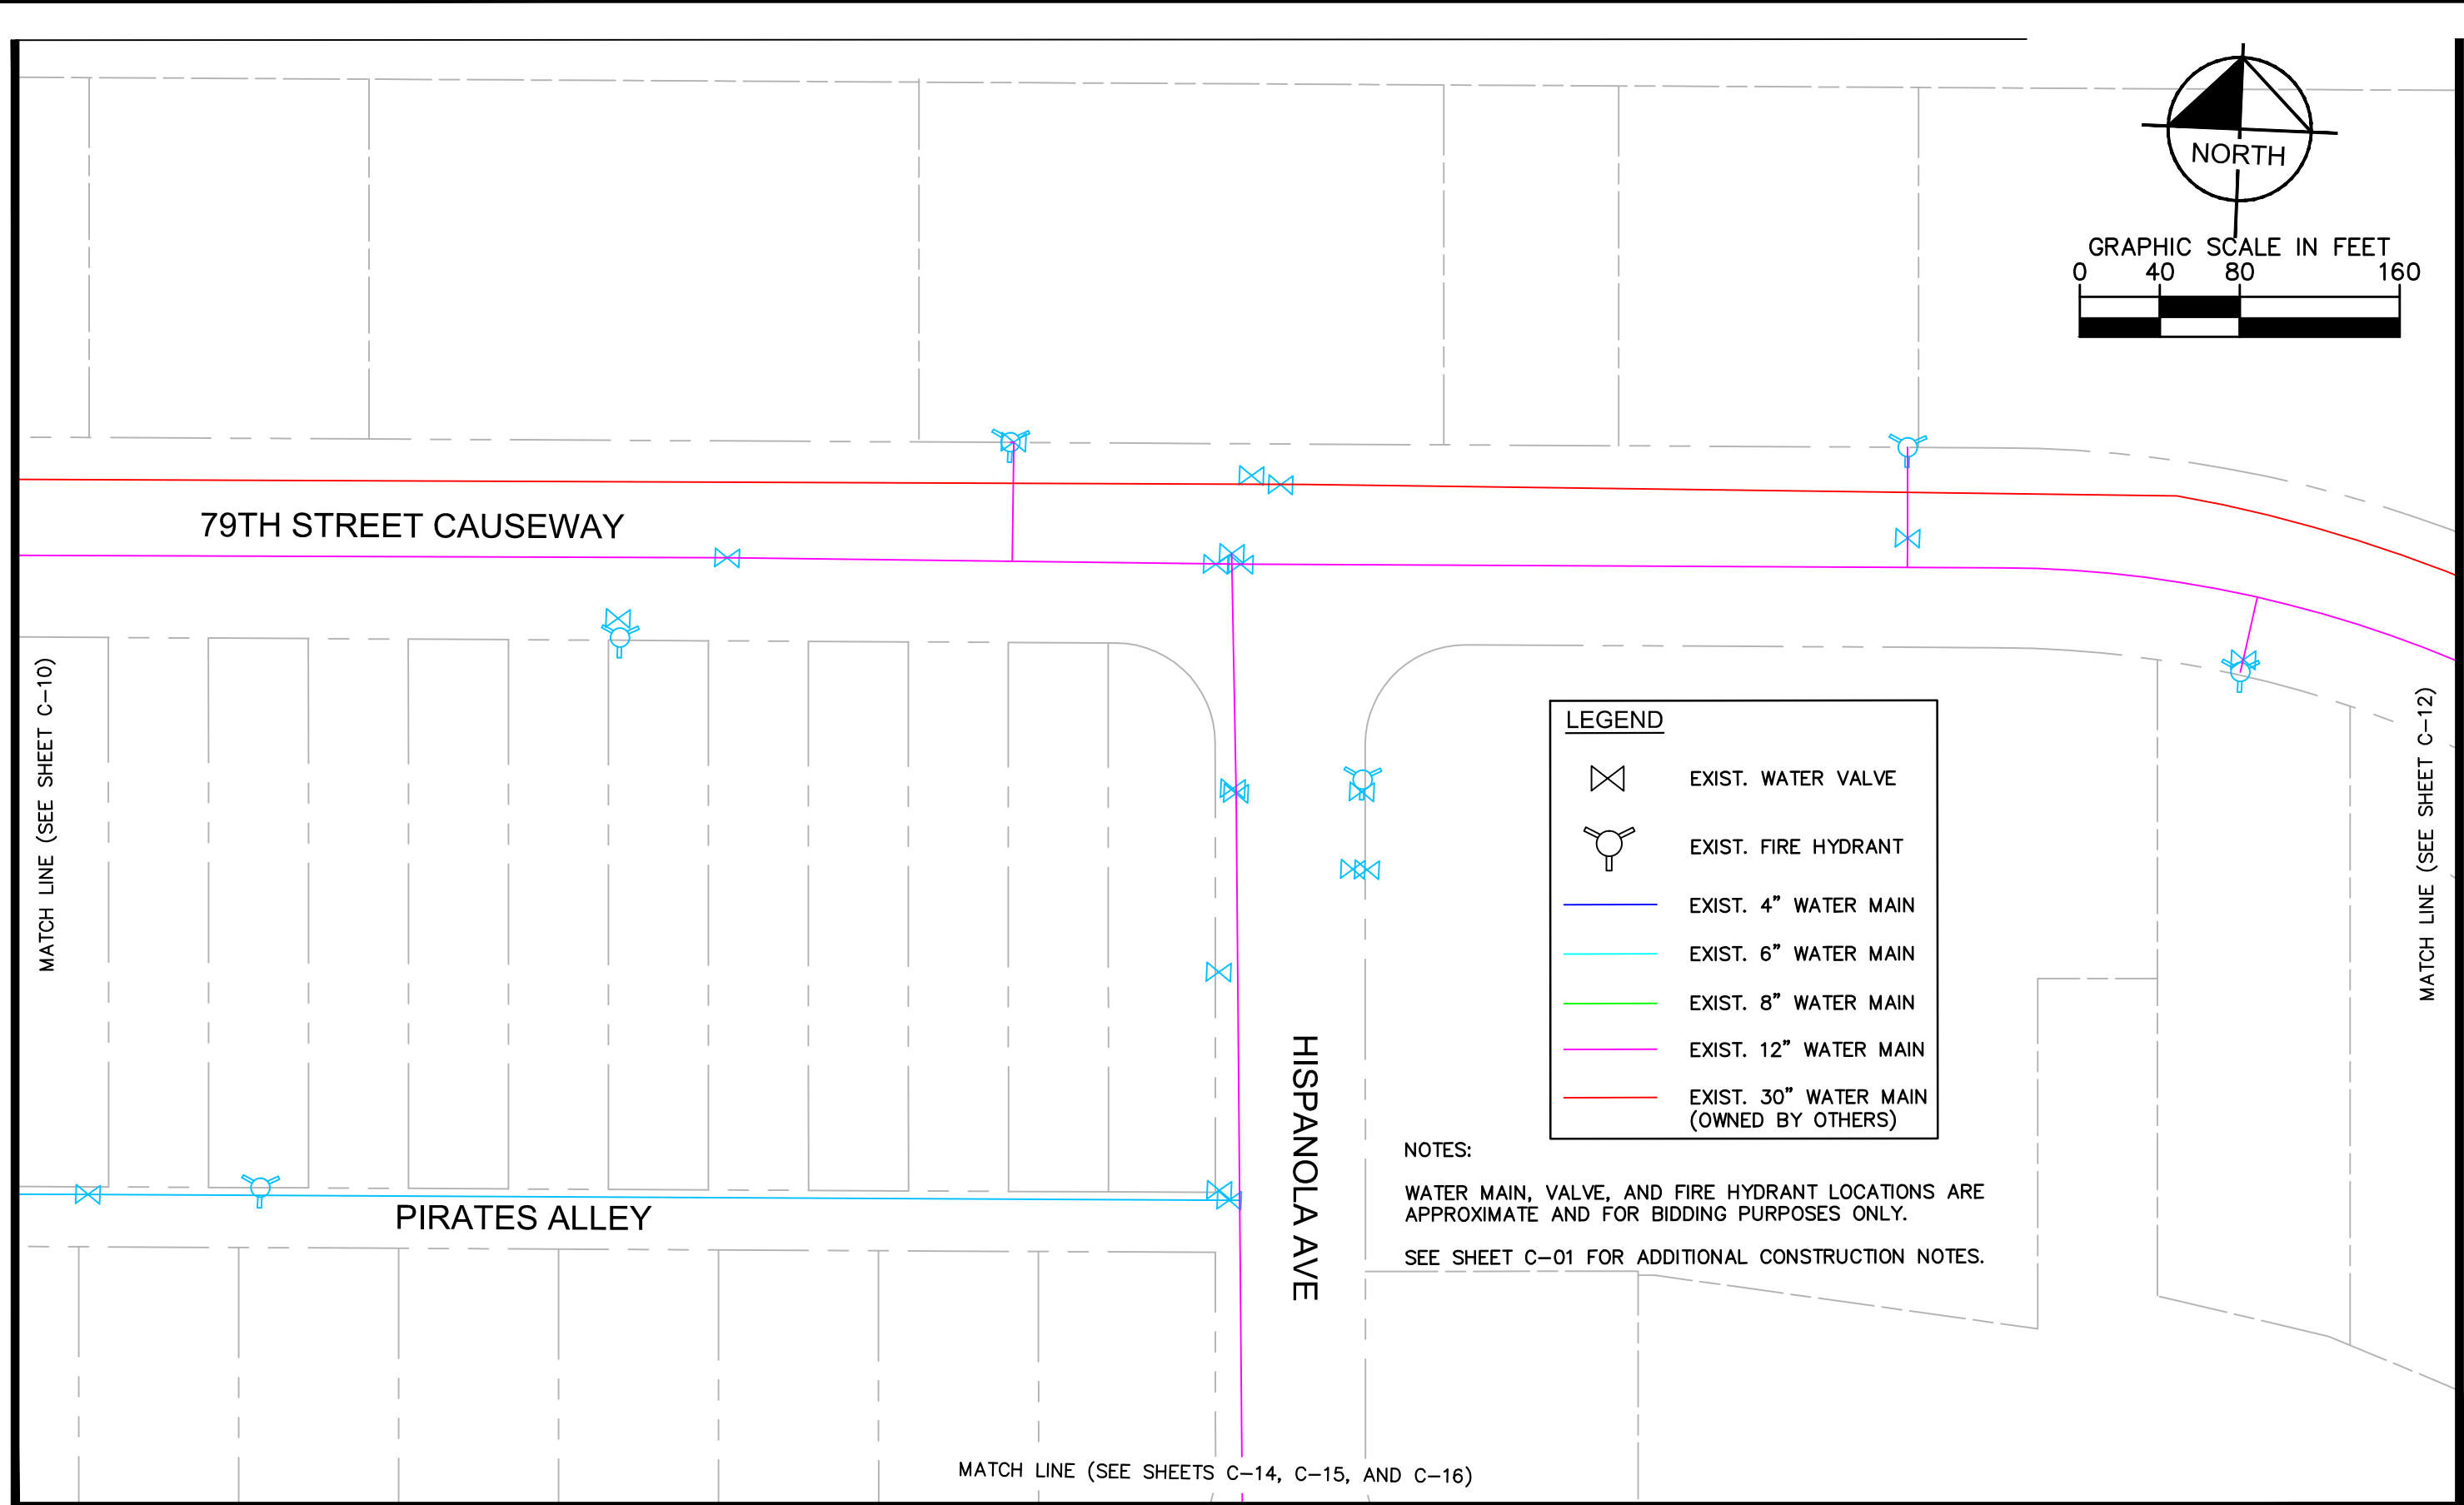 NORTH
GRAPHIC SCALE IN FEET
0 40 80 160
79TH STREET CAUSEWAY
MATCH LINE (SEE SHEET C-10)
MATCH LINE (SEE SHEET C-12)
LEGEND
EXIST. WATER VALVE
EXIST. FIRE HYDRANT
EXIST. 4" WATER MAIN
EXIST. 6" WATER MAIN
EXIST. 8" WATER MAIN
EXIST. 12" WATER MAIN
EXIST. 30" WATER MAIN
(OWNED BY OTHERS)
HISPANOLA AVE
PIRATES ALLEY
NOTES:
WATER MAIN, VALVE, AND FIRE HYDRANT LOCATIONS ARE
APPROXIMATE AND FOR BIDDING PURPOSES ONLY.
SEE SHEET C-01 FOR ADDITIONAL CONSTRUCTION NOTES.
MATCH LINE (SEE SHEETS C-14, C-15, AND C-16)